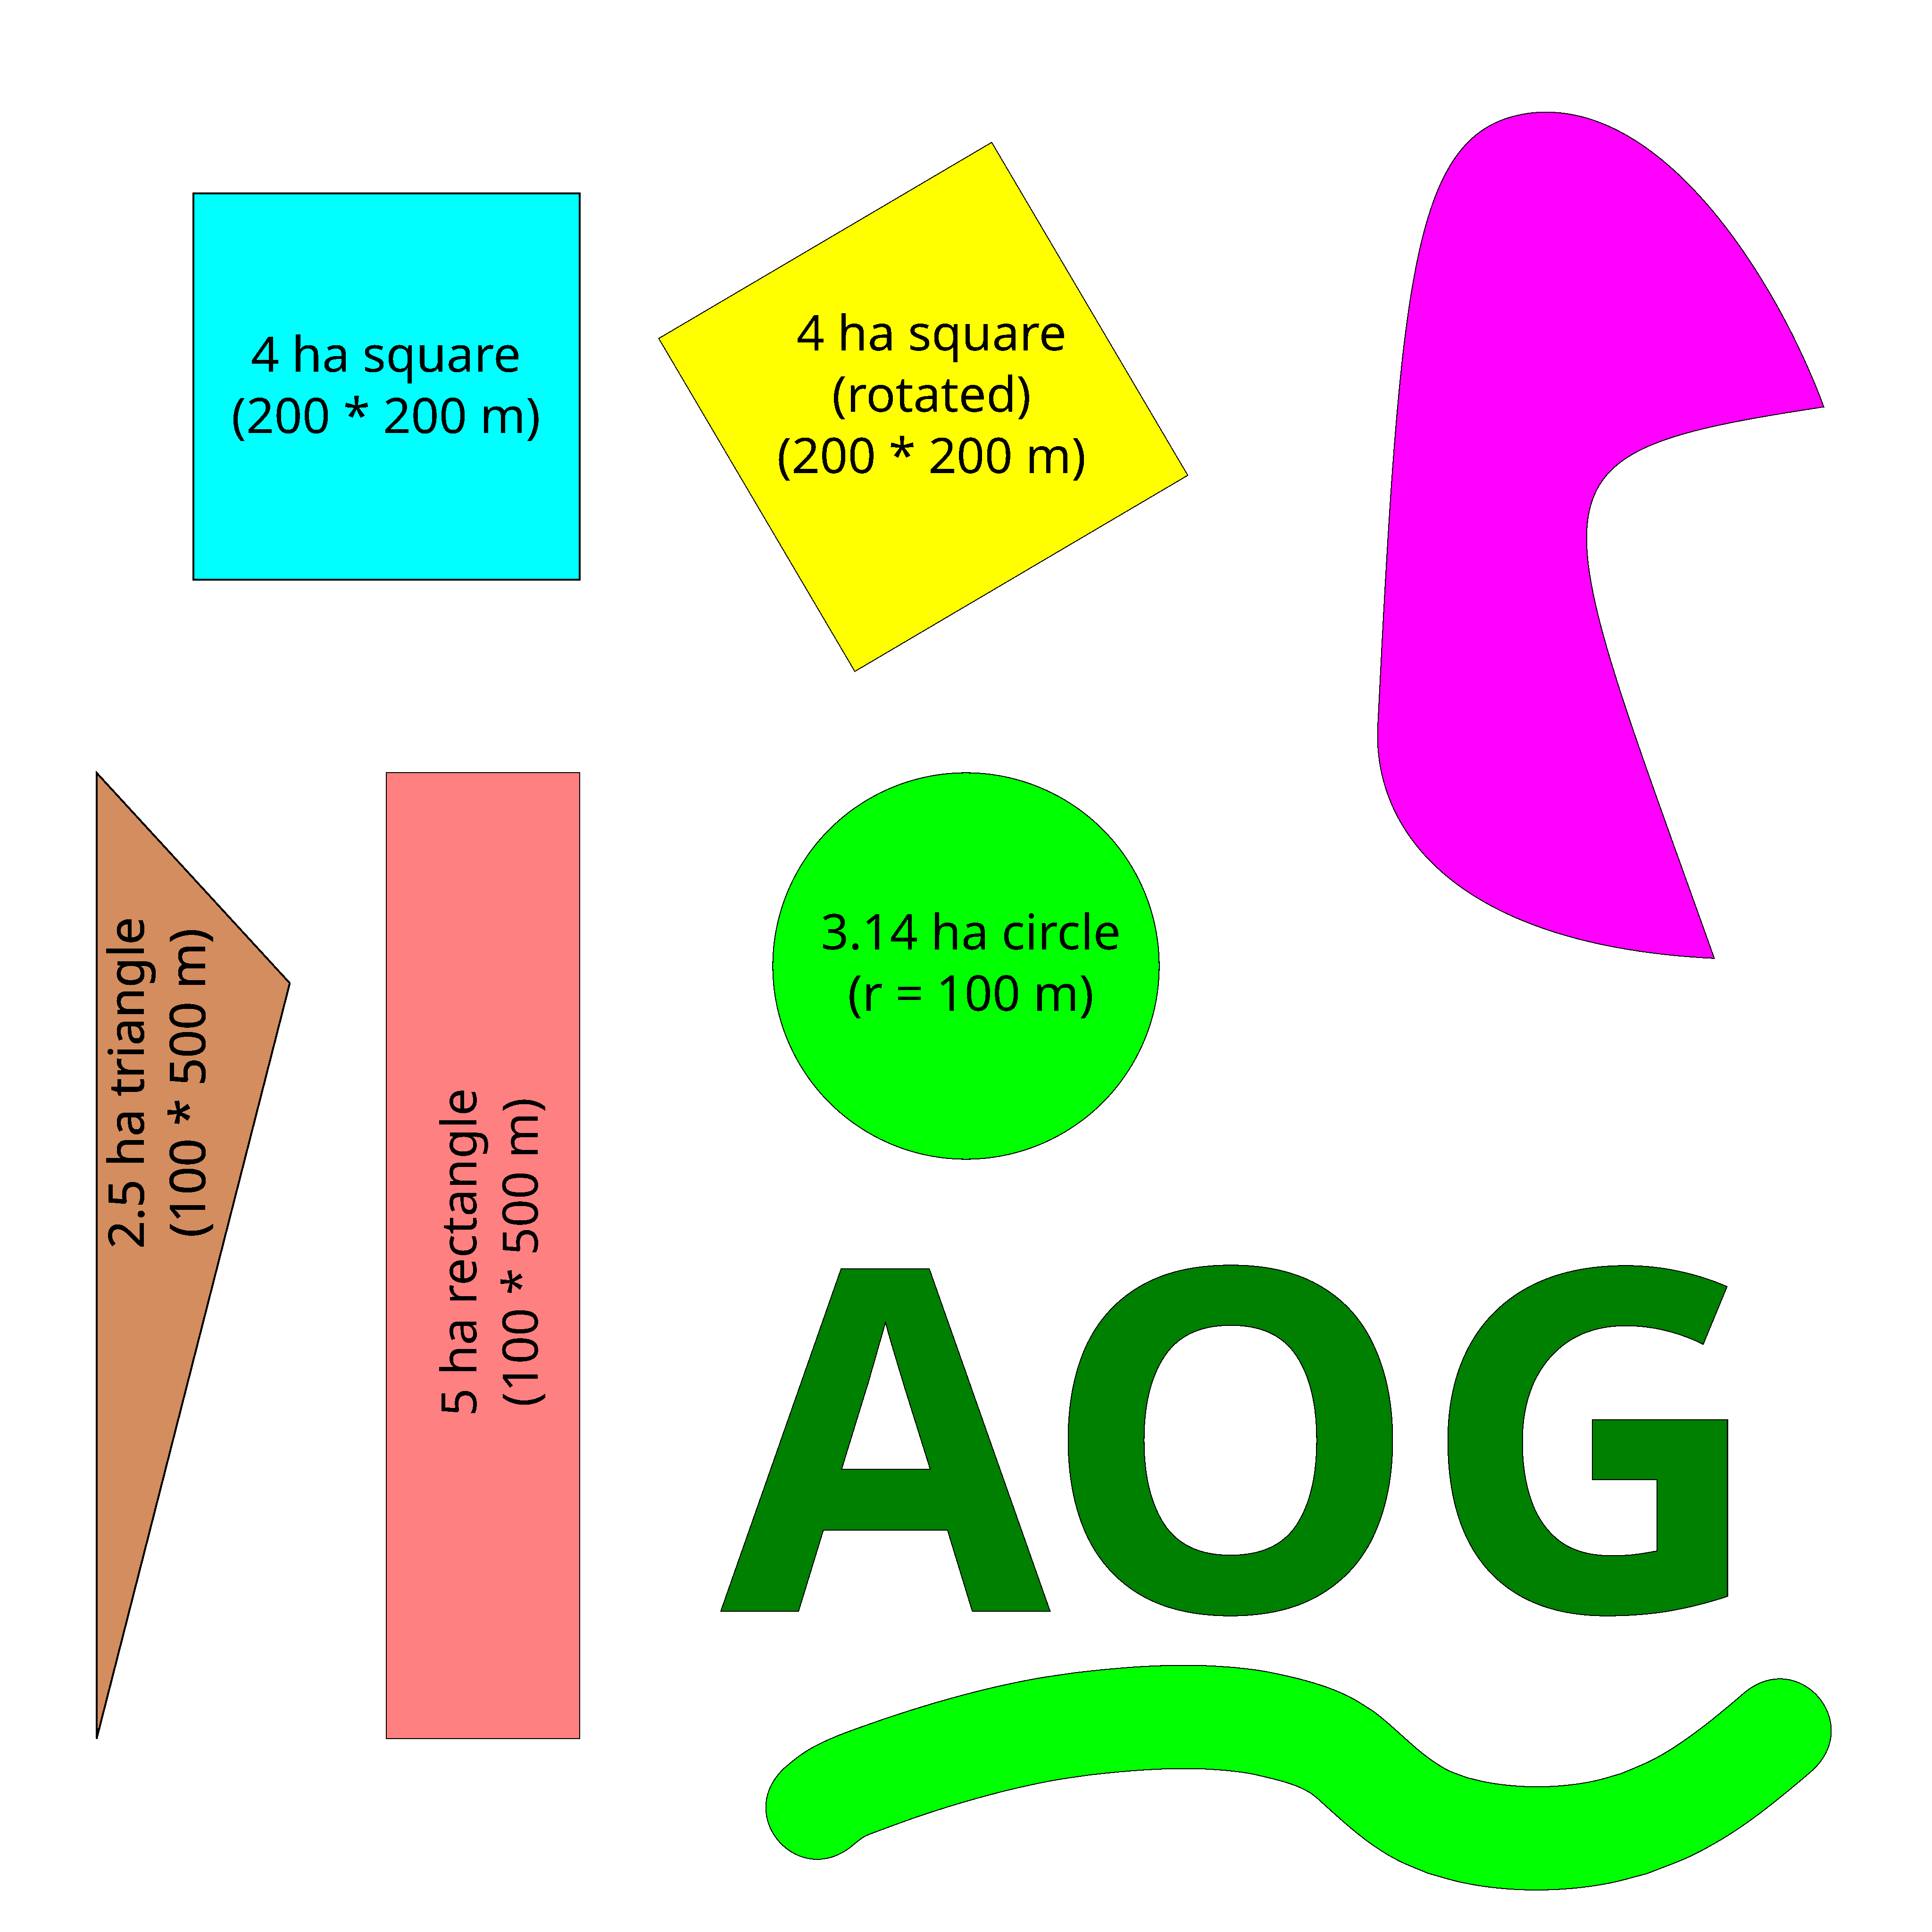 4 ha square
(200 * 200 m)
4 ha square
(rotated)
(200 * 200 m)
2.5 ha triangle
(100 * 500 m)
5 ha rectangle
(100 * 500 m)
3.14 ha circle
(r = 100 m)
AOG